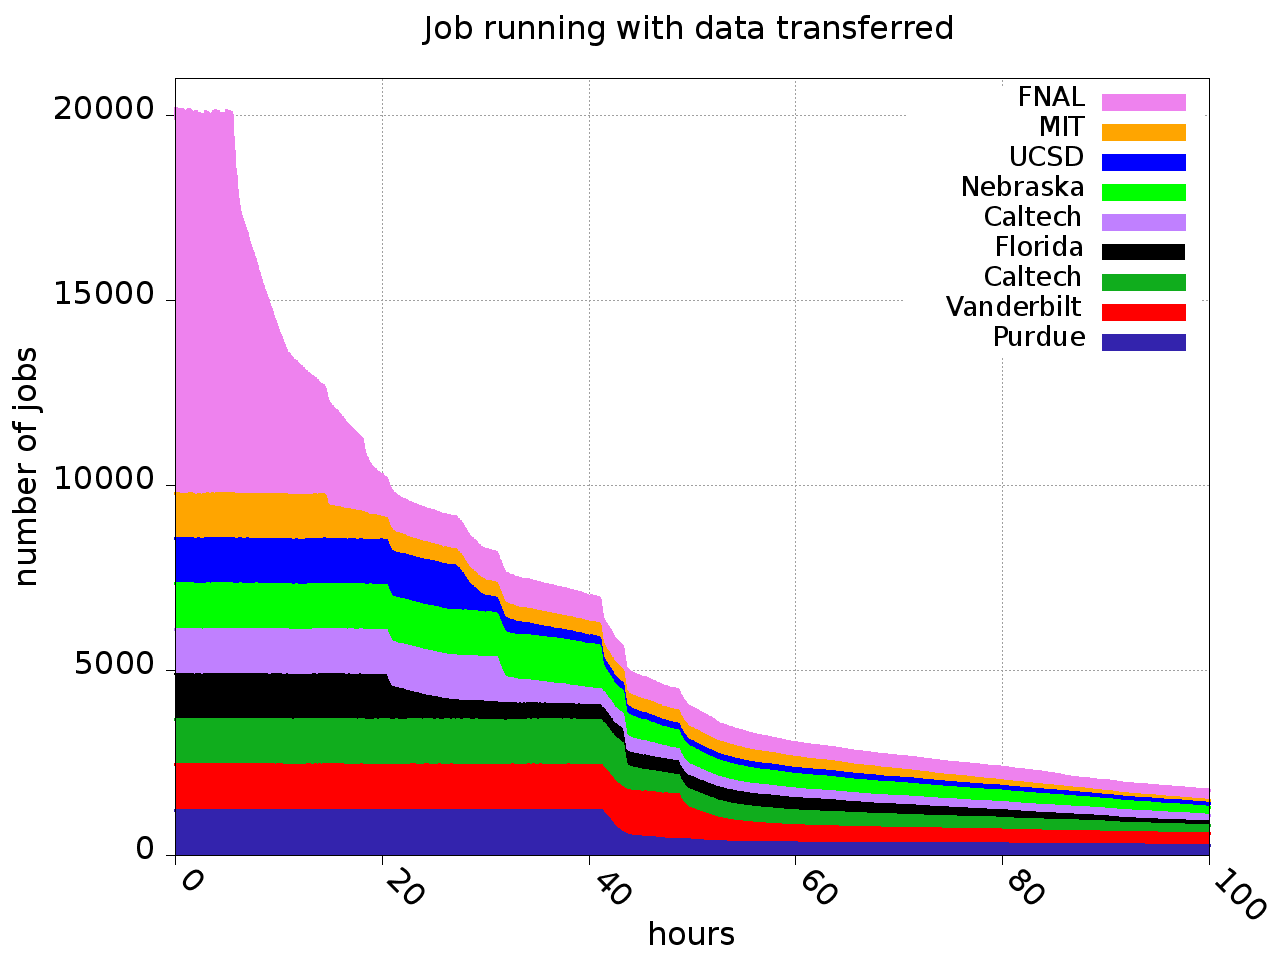 Job running with data transferred
20000
15000
10000
5000
0
number of jobs
FNAL
MIT
UCSD
Nebraska
Caltech
Florida
Caltech
Vanderbilt
Purdue
0
20
40
60
80
100
hours